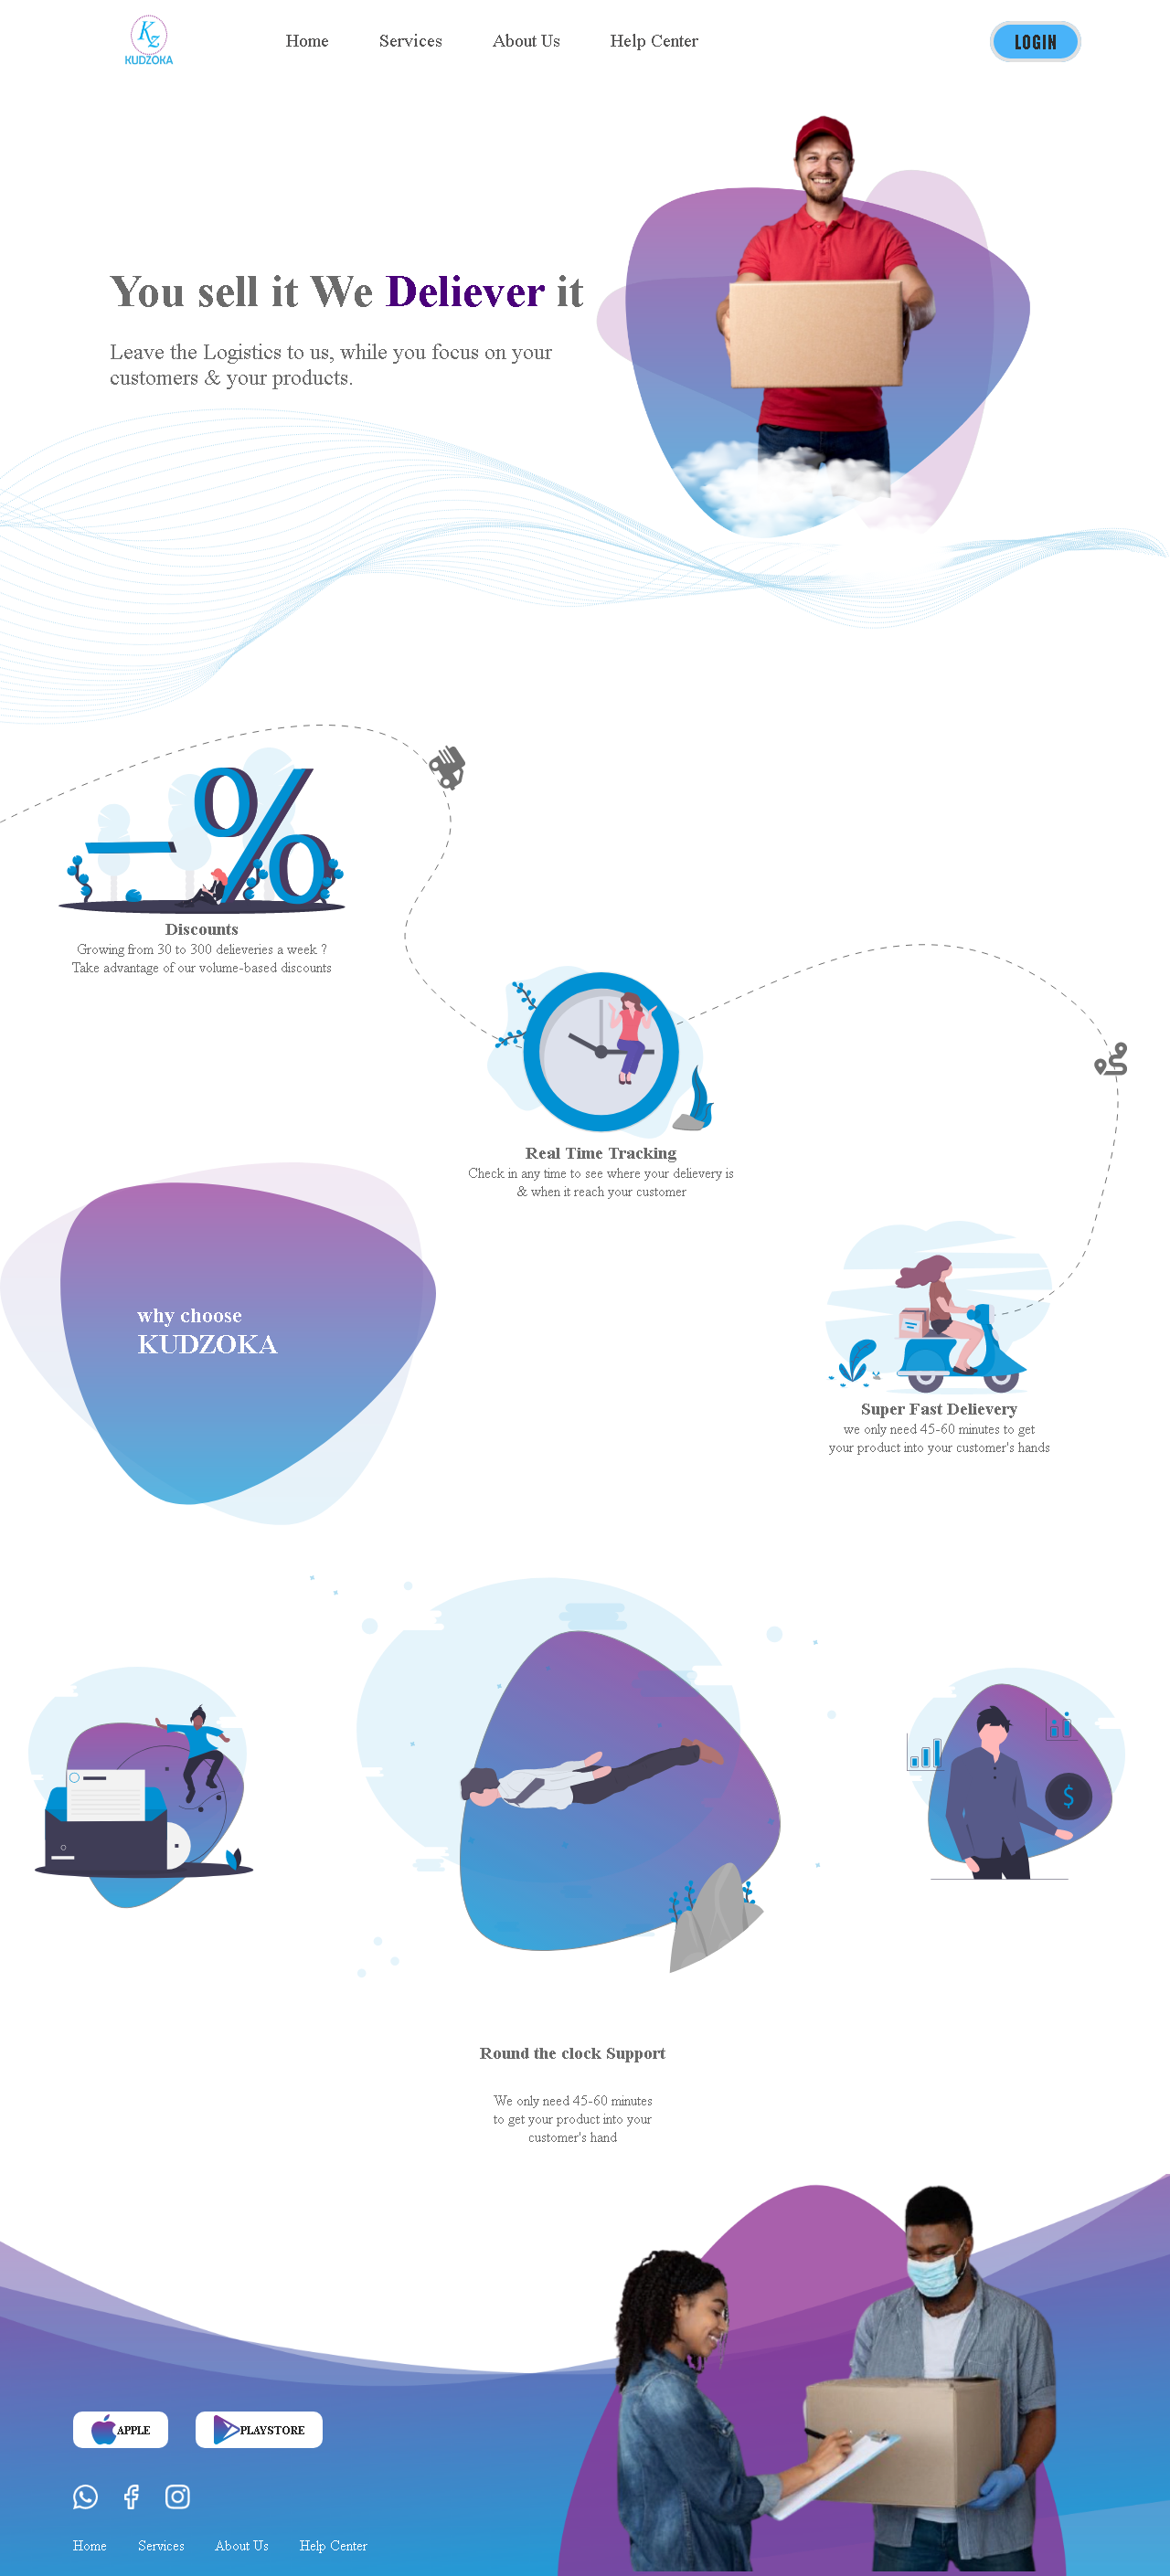 Kz
KUDZOKA
Home Services About Us Help Center
LOGIN
You sell it We Deliever it
Leave the Logistics to us, while you focus on your
customers & your products.
%
Discounts
Growing from 30 to 300 delieveries a week ?
Take advantage of our volume-based discounts
Real Time Tracking
Check in any time to see where your delievery is
& when it reach your customer
why choose
KUDZOKA
Super Fast Delievery
we only need 45-60 minutes to get
your product into your customer's hands
$
Round the clock Support
We only need 45-60 minutes
to get your product into your
customer's hand
APPLE
PLAYSTORE
Home Services About Us Help Center